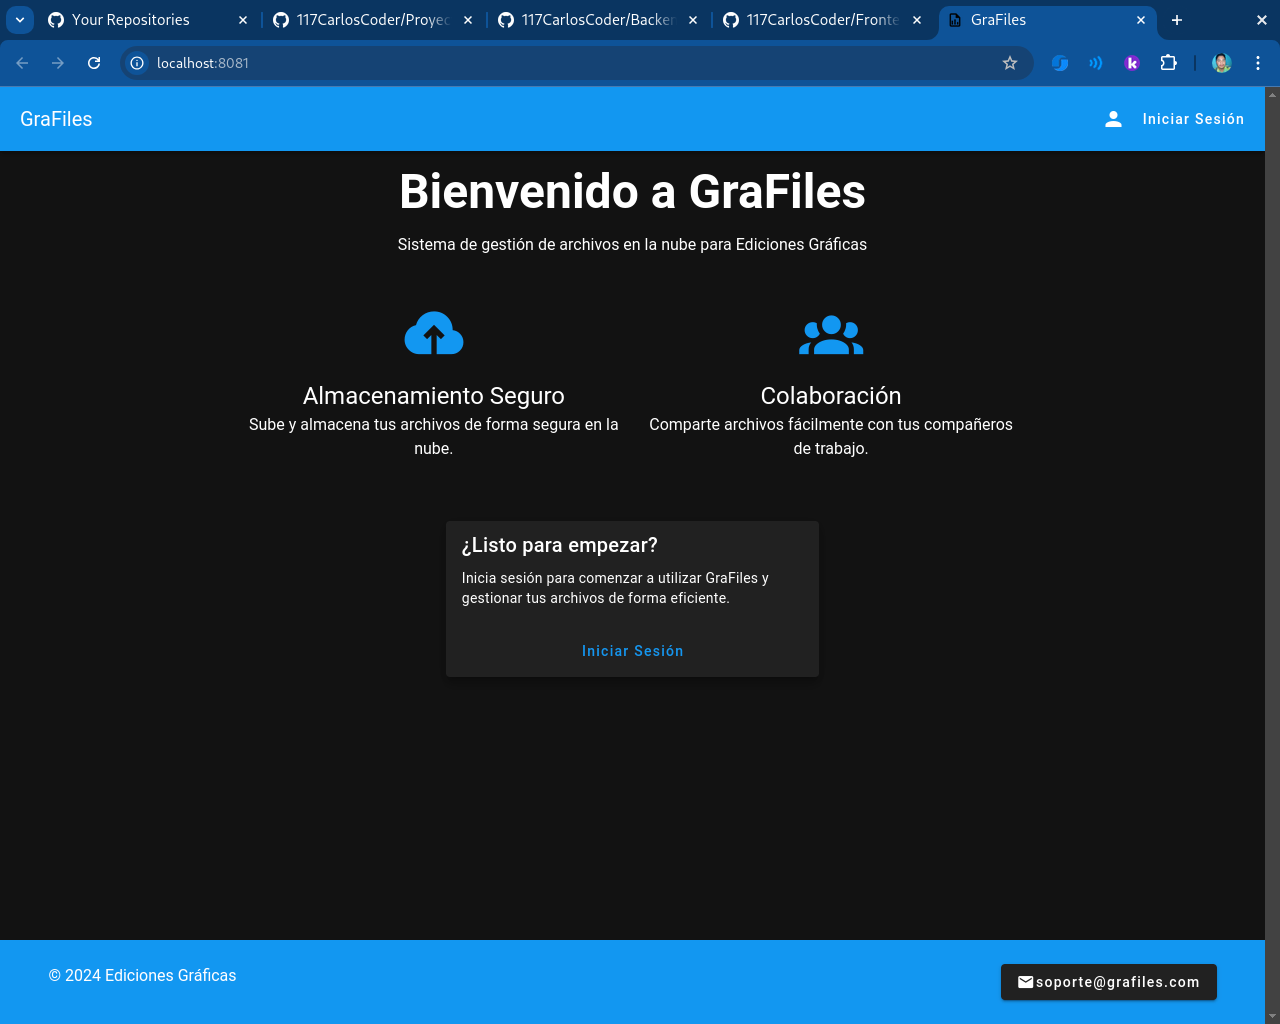 Your Repositories
117CarlosCoder/Proyec
117CarlosCoder/Backen
117CarlosCoder/Fronte
GraFiles
localhost:8081
GraFiles
Iniciar Sesión
Bienvenido a GraFiles
Sistema de gestión de archivos en la nube para Ediciones Gráficas
Almacenamiento Seguro
Sube y almacena tus archivos de forma segura en la
nube.
Colaboración
Comparte archivos fácilmente con tus compañeros
de trabajo.
¿Listo para empezar?
Inicia sesión para comenzar a utilizar GraFiles y
gestionar tus archivos de forma eficiente.
Iniciar Sesión
© 2024 Ediciones Gráficas
soporte@grafiles.com